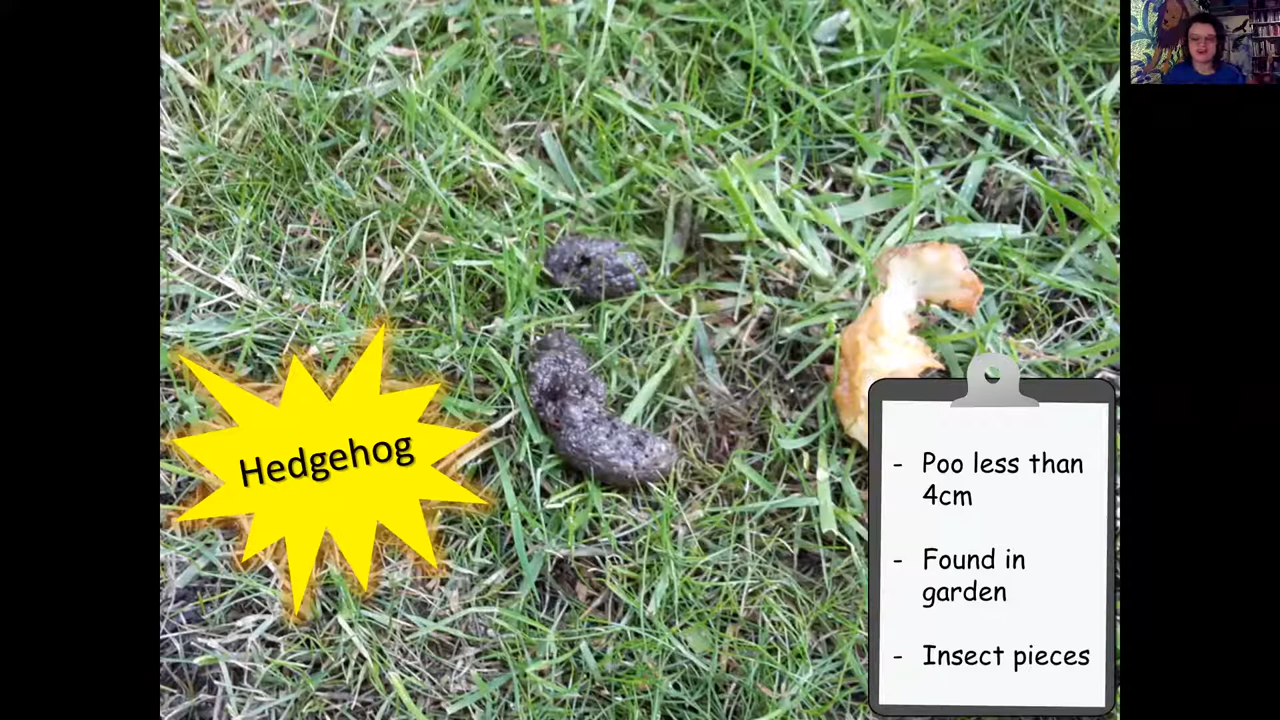 Hedgehog
- Poo less than
4cm
- Found in
garden
- Insect pieces